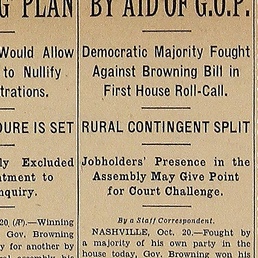 G PLAN
Would Allow
to Nullify
trations.
DURE IS SET
ly Excluded
ntment to
nquiry.
20. (AP).—Winning
Gov. Browning
y for another by
BY AID OF G.O.P.
Democratic Majority Fought
Against Browning Bill in
First House Roll-Call.
RURAL CONTINGENT SPLIT
Jobholders' Presence in the
Assembly May Give Point
for Court Challenge.
By a Staff Correspondent.
NASHVILLE, Oct. 20.—Fought by
a majority of his own party in the
house today, Gov. Browning won his